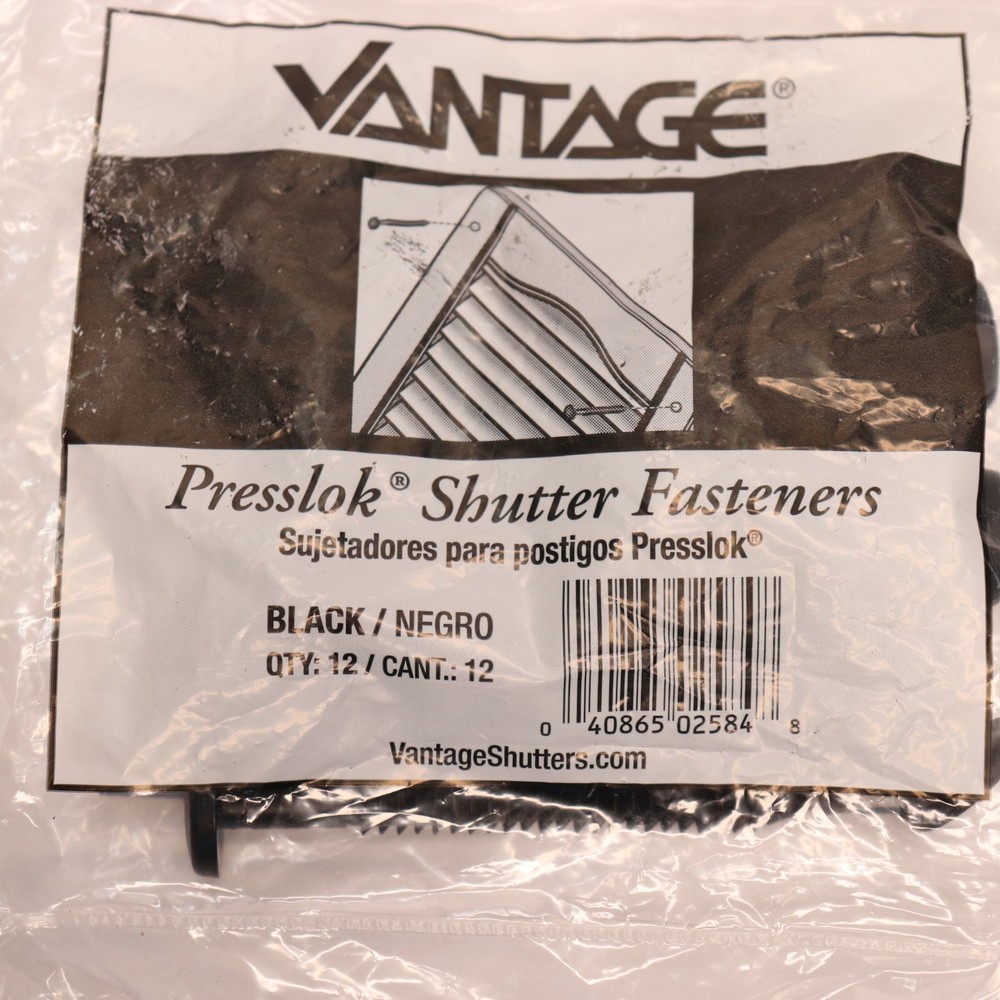 VANTAGE®
Presslok® Shutter Fasteners
Sujetadores para postigos Presslok®
BLACK / NEGRO
QTY: 12 / CANT.: 12
0 40865 02584 8
VantageShutters.com